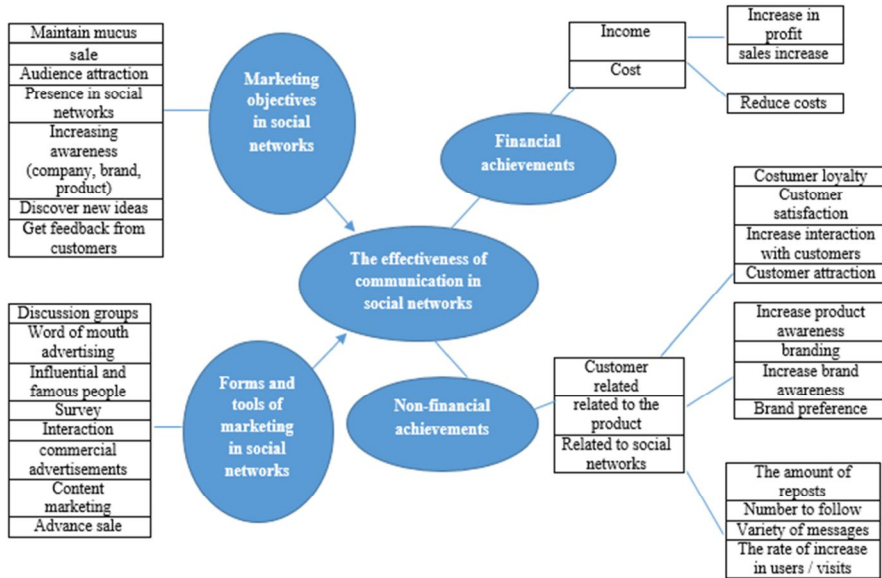 Maintain mucus
sale
Audience attraction
Presence in social
networks
Increasing
awareness
(company, brand,
product)
Discover new ideas
Get feedback from
customers
Marketing
objectives
in social
networks
Discussion groups
Word of mouth
advertising
Influential and
famous people
Survey
Interaction
commercial
advertisements
Content
marketing
Advance sale
Forms and
tools of
marketing
in social
networks
The effectiveness of
communication in
social networks
Financial
achievements
Income
Cost
Increase in
profit
sales increase
Reduce costs
Non-financial
achievements
Customer
related
related to the
product
Related to social
networks
Costumer loyalty
Customer
satisfaction
Increase interaction
with customers
Customer attraction
Increase product
awareness
branding
Increase brand
awareness
Brand preference
The amount of
reposts
Number to follow
Variety of messages
The rate of increase
in users / visits